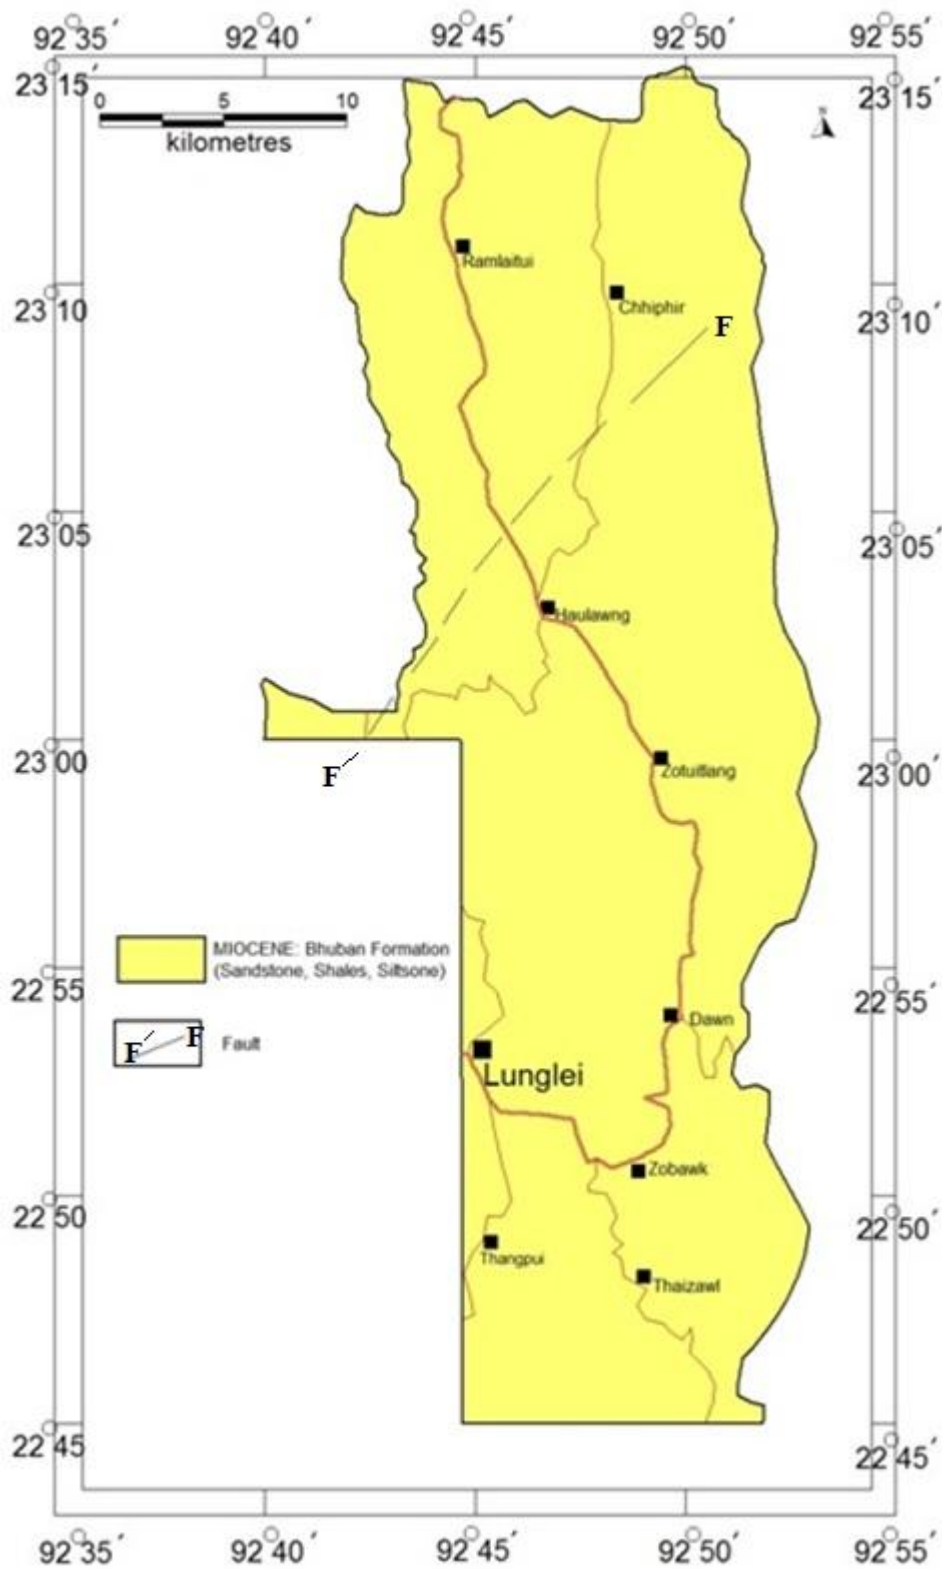 92 35´ 92 40´ 92 45´ 92 50´ 92 55´
23 15´ 23 15´
0 5 10
kilometres
N
Ramlaitui
Chhiphir
23 10 23 10´
F
23 05 23 05´
Haulawng
23 00 23 00´
Zotuitlang
F´
MIOCENE: Bhuban Formation
(Sandstone, Shales, Siltsone)
22 55 22 55´
Dawn
F´ F Fault
Lunglei
Zobawk
22 50 22 50´
Thangpui
Thaizawl
22 45 22 45´
92 35´ 92 40´ 92 45´ 92 50´ 92 55´